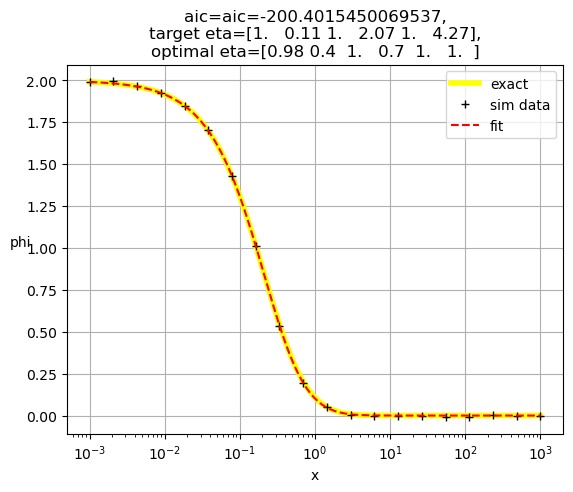 aic=aic=-200.4015450069537,
target eta=[1.   0.11 1.   2.07 1.   4.27],
optimal eta=[0.98 0.4  1.   0.7  1.   1.  ]
exact
sim data
fit
2.00
1.75
1.50
1.25
phi
1.00
0.75
0.50
0.25
0.00
10⁻³
10⁻²
10⁻¹
10⁰
10¹
10²
10³
x